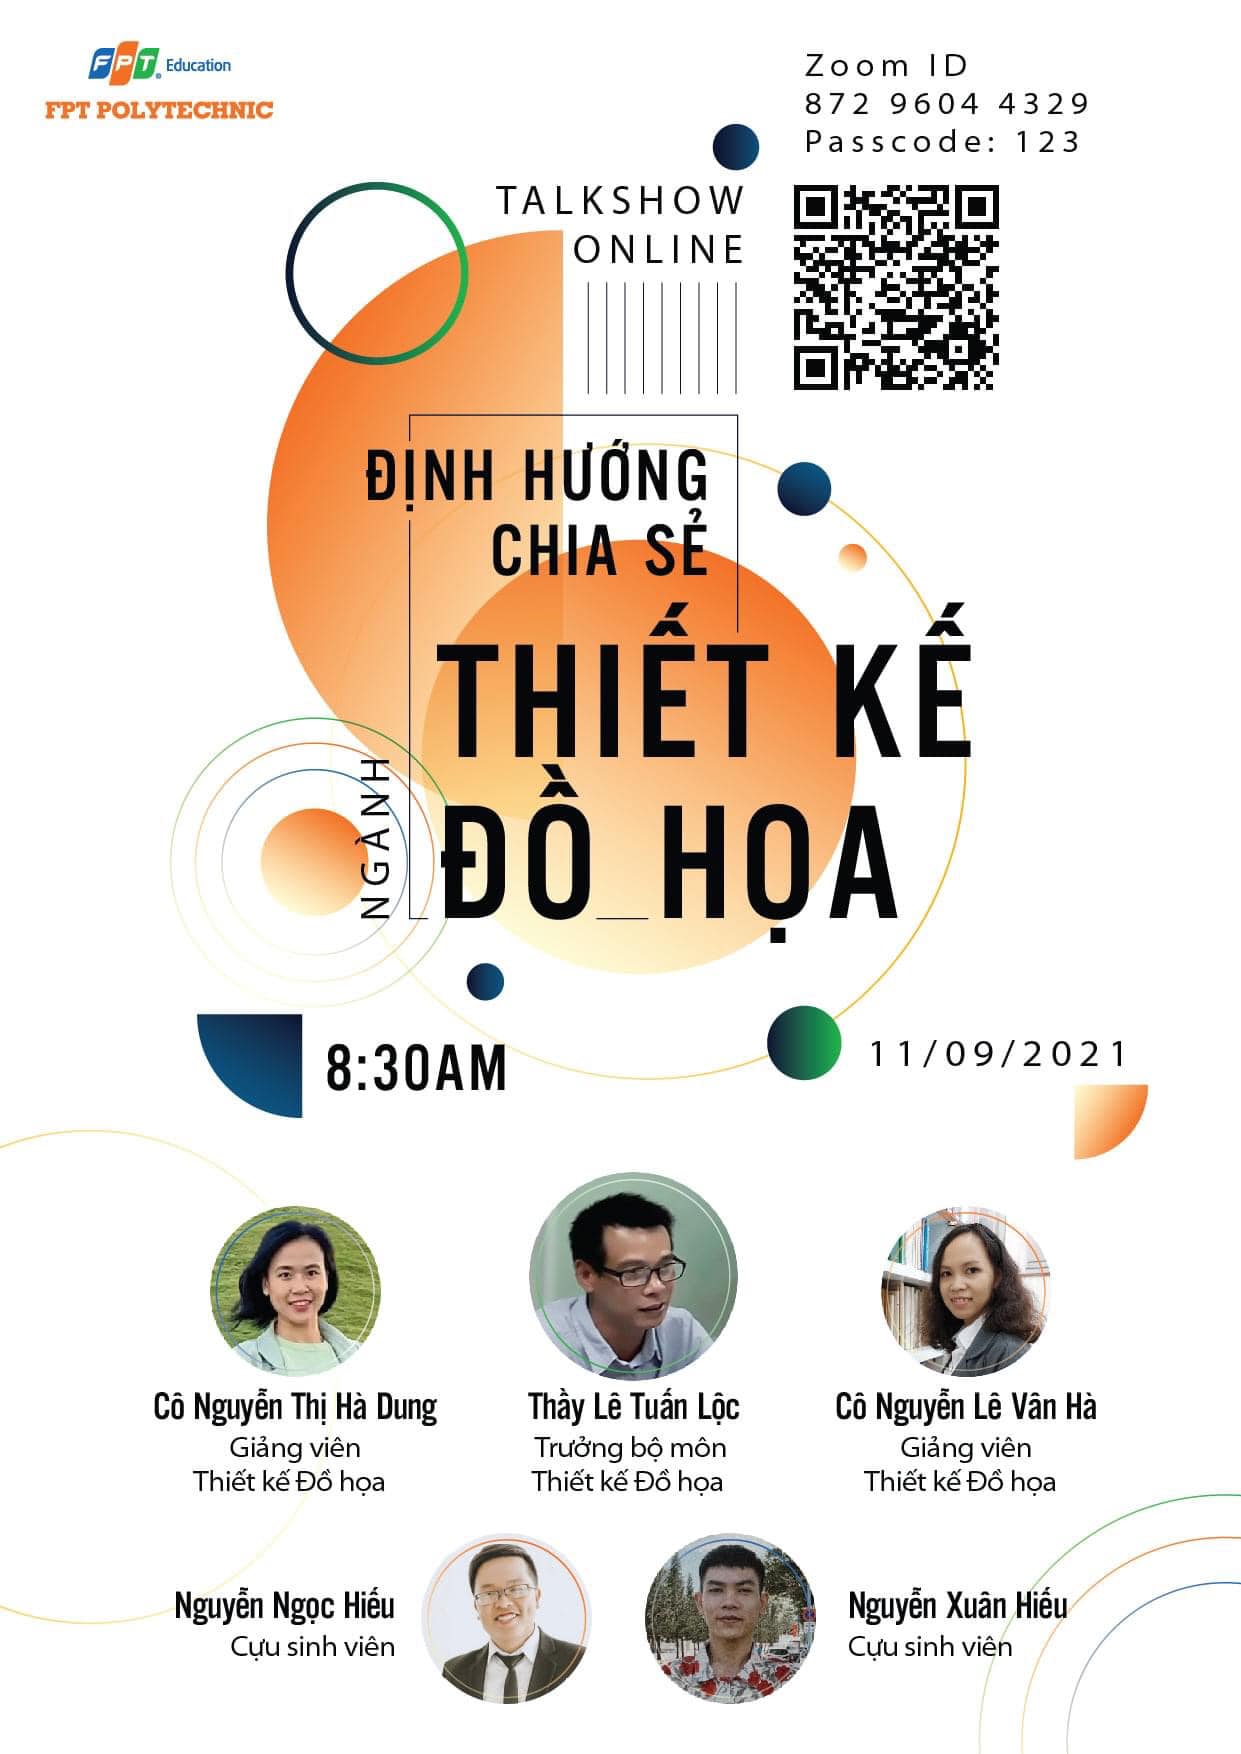 FPT Education
FPT POLYTECHNIC
Zoom ID
872 9604 4329
Passcode: 123
TALKSHOW
ONLINE
ĐỊNH HƯỚNG
CHIA SẺ
NGÀNH
THIẾT KẾ
ĐỒ HỌA
8:30AM
11/09/2021
Cô Nguyễn Thị Hà Dung
Giảng viên
Thiết kế Đồ họa
Thầy Lê Tuấn Lộc
Trưởng bộ môn
Thiết kế Đồ họa
Cô Nguyễn Lê Vân Hà
Giảng viên
Thiết kế Đồ họa
Nguyễn Ngọc Hiếu
Cựu sinh viên
Nguyễn Xuân Hiếu
Cựu sinh viên